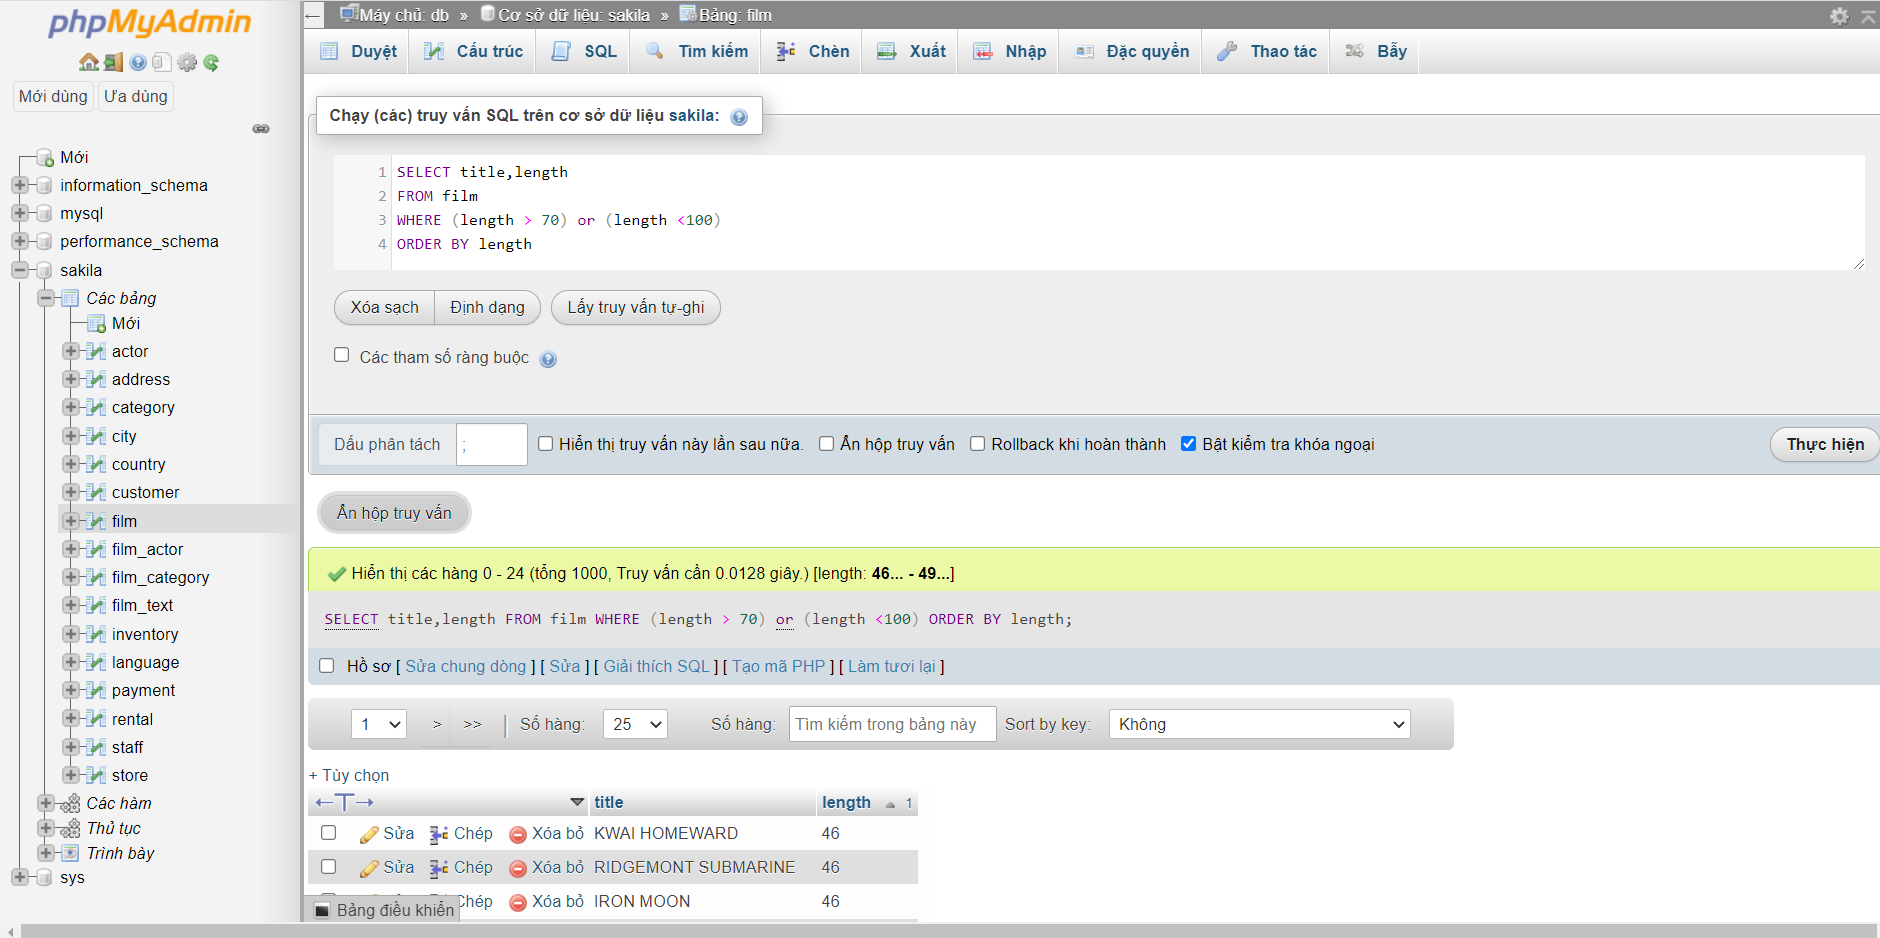 phpMyAdmin
Mới dùng Ưa dùng
Mới
information_schema
mysql
performance_schema
sakila
Các bảng
Mới
actor
address
category
city
country
customer
film
film_actor
film_category
film_text
inventory
language
payment
rental
staff
store
Các hàm
Thủ tục
Trình bày
sys
Máy chủ: db » Cơ sở dữ liệu: sakila » Bảng: film
Duyệt Cấu trúc SQL Tìm kiếm Chèn Xuất Nhập Đặc quyền Thao tác Bẫy
Chạy (các) truy vấn SQL trên cơ sở dữ liệu sakila:
1 SELECT title,length
2 FROM film
3 WHERE (length > 70) or (length <100)
4 ORDER BY length
Xóa sạch Định dạng Lấy truy vấn tự-ghi
Các tham số ràng buộc
Dấu phân tách ; Hiển thị truy vấn này lần sau nữa. Ẩn hộp truy vấn Rollback khi hoàn thành Bật kiểm tra khóa ngoại Thực hiện
Ẩn hộp truy vấn
Hiển thị các hàng 0 - 24 (tổng 1000, Truy vấn cần 0.0128 giây.) [length: 46... - 49...]
SELECT title,length FROM film WHERE (length > 70) or (length <100) ORDER BY length;
Hồ sơ [ Sửa chung dòng ] [ Sửa ] [ Giải thích SQL ] [ Tạo mã PHP ] [ Làm tươi lại ]
1 > >> | Số hàng: 25 Số hàng: Tìm kiếm trong bảng này Sort by key: Không
+ Tùy chọn
←T→ title length 1
Sửa Chép Xóa bỏ KWAI HOMEWARD 46
Sửa Chép Xóa bỏ RIDGEMONT SUBMARINE 46
Chép Xóa bỏ IRON MOON 46
Bảng điều khiển